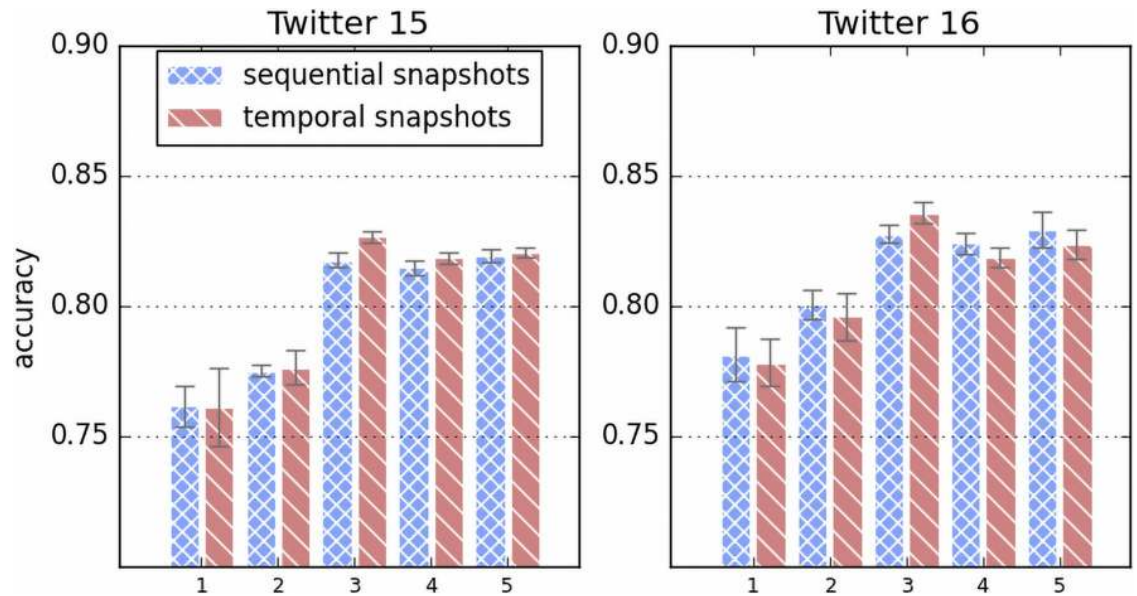 Twitter 15
Twitter 16
0.90
0.85
0.80
0.75
accuracy
sequential snapshots
temporal snapshots
1 2 3 4 5
0.90
0.85
0.80
0.75
1 2 3 4 5